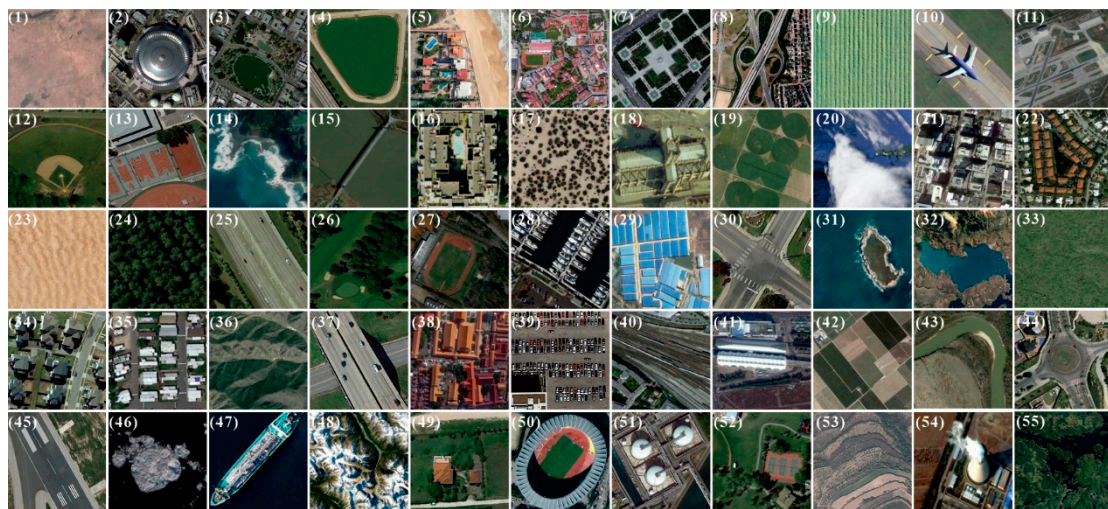 (1) (2) (3) (4) (5) (6) (7) (8) (9) (10) (11)
(12) (13) (14) (15) (16) (17) (18) (19) (20) (21) (22)
(23) (24) (25) (26) (27) (28) (29) (30) (31) (32) (33)
(34) (35) (36) (37) (38) (39) (40) (41) (42) (43) (44)
(45) (46) (47) (48) (49) (50) (51) (52) (53) (54) (55)